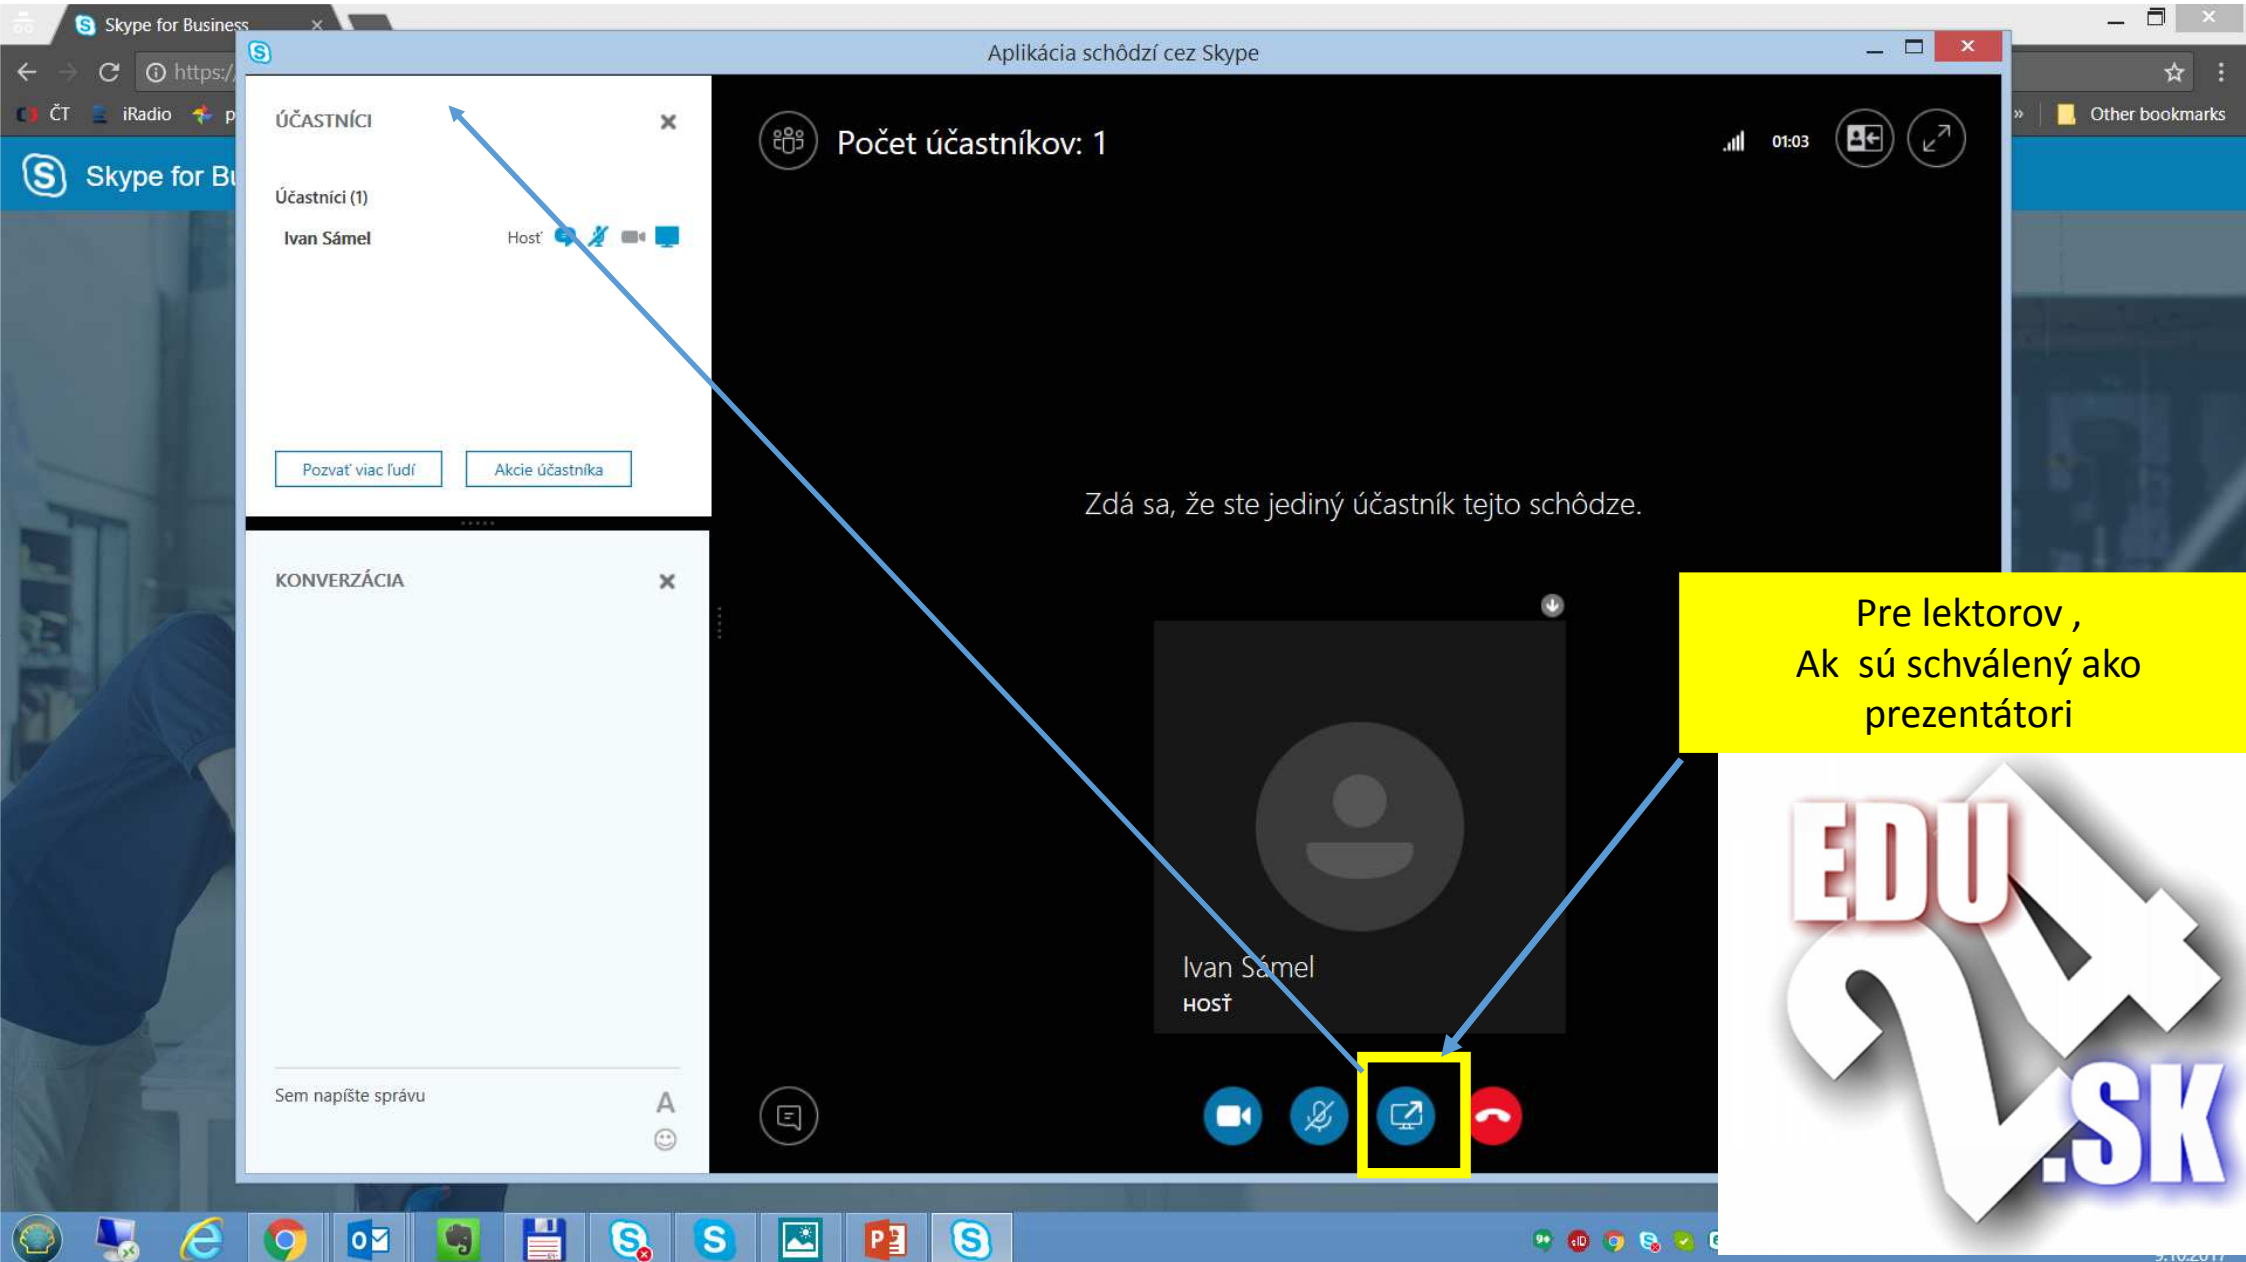 Skype for Business
Aplikácia schôdzí cez Skype
https:/
ČT
iRadio
Other bookmarks
Skype for
ÚČASTNÍCI
Počet účastníkov: 1
01:03
Účastníci (1)
Ivan Sámel
Hosť
Pozvať viac ľudí
Akcie účastníka
Zdá sa, že ste jediný účastník tejto schôdze.
KONVERZÁCIA
Pre lektorov ,
Ak sú schválený ako
prezentátori
Ivan Sámel
HOSŤ
EDU
24
.SK
Sem napíšte správu
A